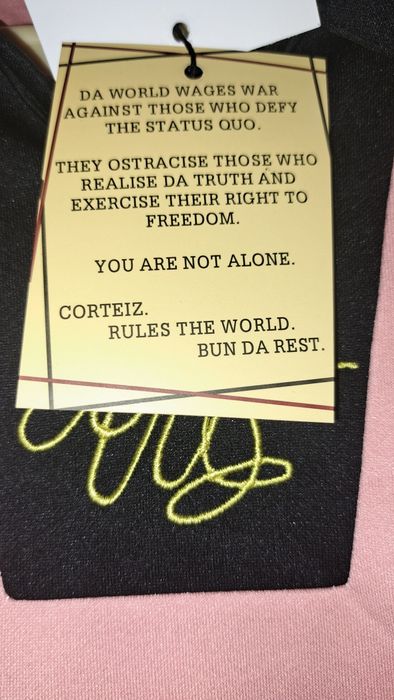 DA WORLD WAGES WAR
AGAINST THOSE WHO DEFY
THE STATUS QUO.
THEY OSTRACISE THOSE WHO
REALISE DA TRUTH AND
EXERCISE THEIR RIGHT TO
FREEDOM.
YOU ARE NOT ALONE.
CORTEIZ.
RULES THE WORLD.
BUN DA REST.